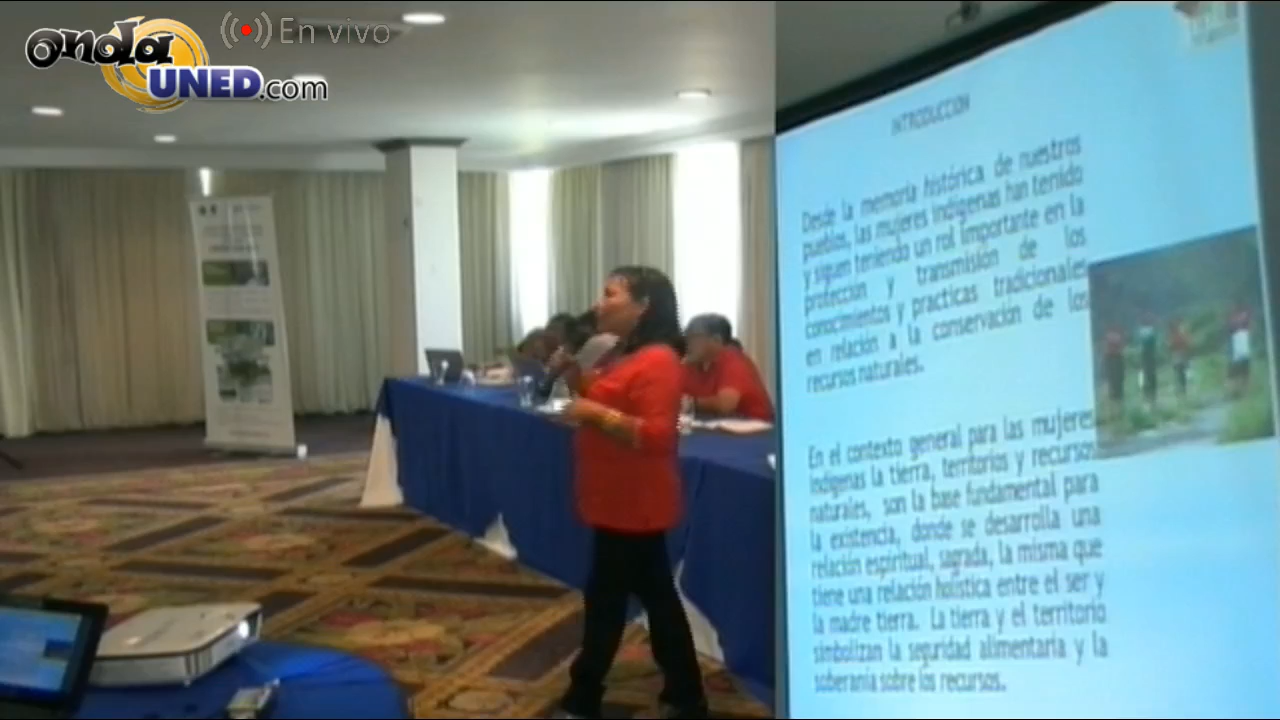 onda UNED.com
En vivo
INTRODUCCION
Desde la memoria histórica de nuestros
pueblos, las mujeres indígenas han tenido
y siguen teniendo un rol importante en la
protección y transmisión de los
conocimientos y practicas tradicionales
en relación a la conservación de los
recursos naturales.
En el contexto general para las mujeres
indígenas la tierra, territorios y recursos
naturales, son la base fundamental para
la existencia, donde se desarrolla una
relación espiritual, sagrada, la misma que
tiene una relación holística entre el ser y
la madre tierra. La tierra y el territorio
simbolizan la seguridad alimentaria y la
soberanía sobre los recursos.